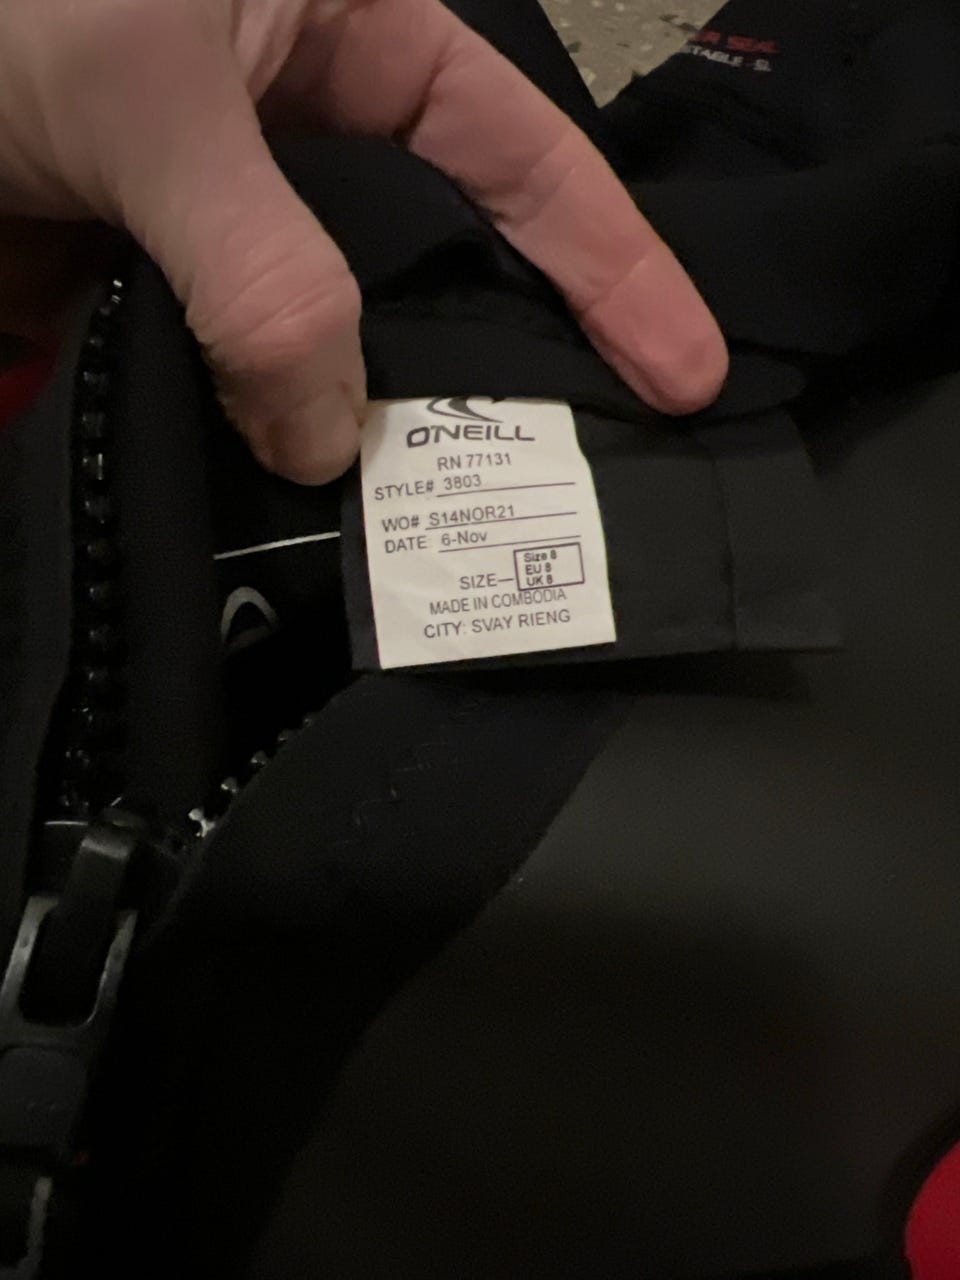 SEAL
O'NEILL
RN 77131
STYLE# 3803
WO# S14NOR21
DATE: 6-Nov
SIZE— Size 8
EU 8
UK 8
MADE IN COMBODIA
CITY: SVAY RIENG